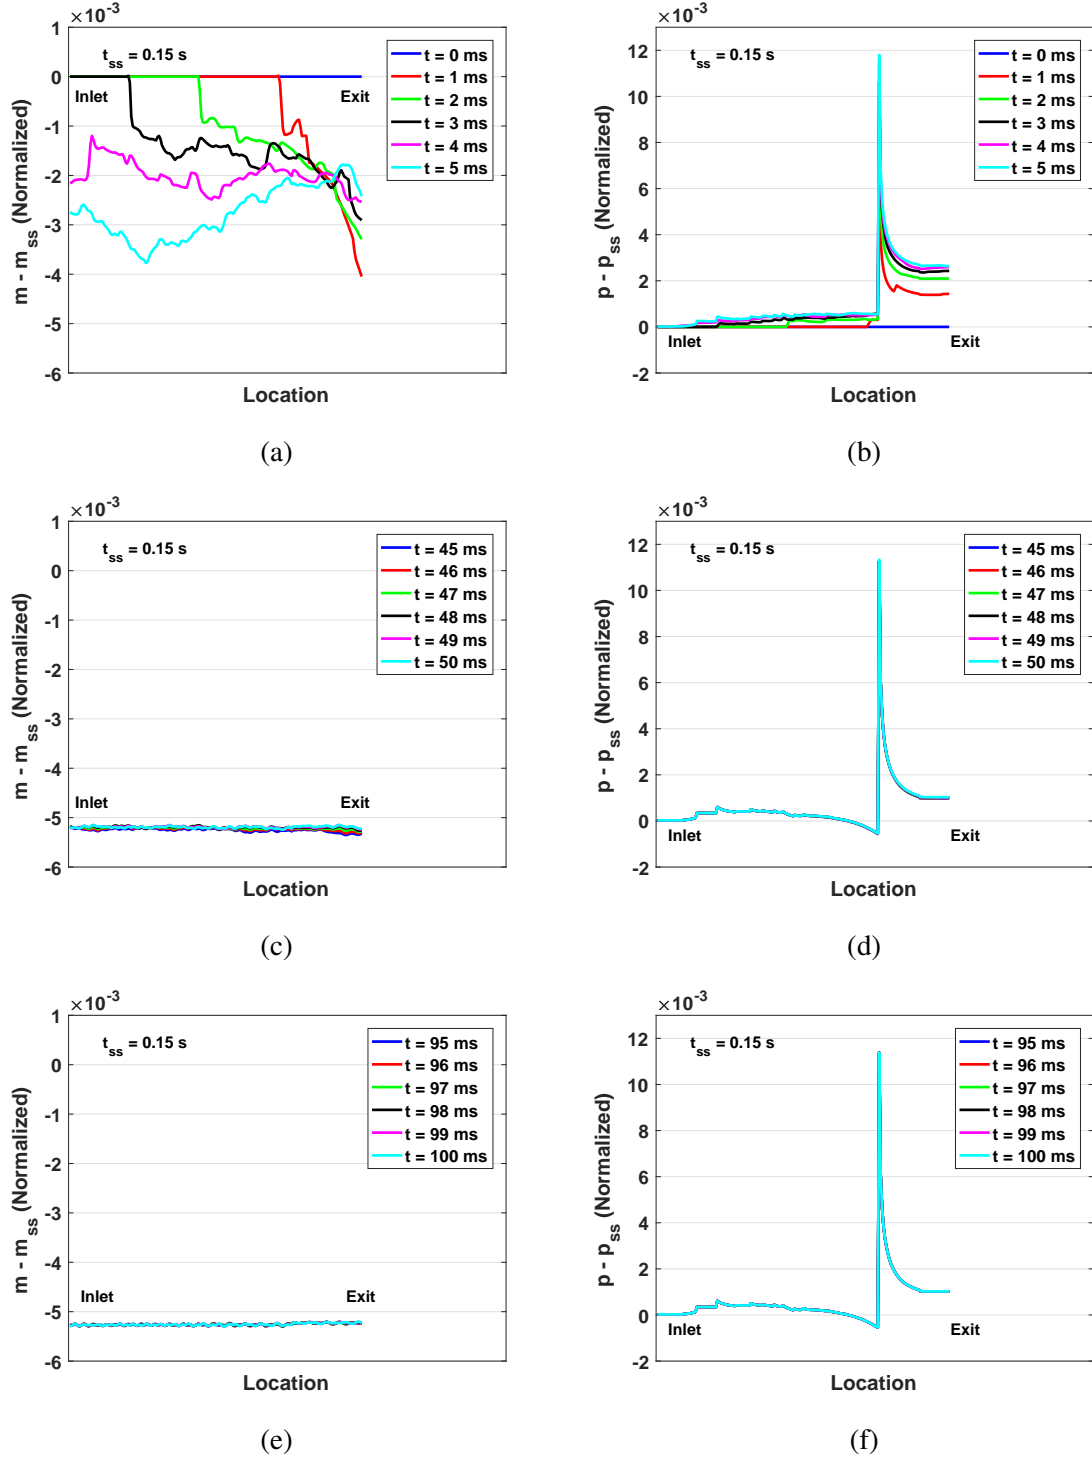 ×10⁻³
1
0
-1
-2
-3
-4
-5
-6
m - m_ss (Normalized)
t_ss = 0.15 s
Inlet
Exit
t = 0 ms
t = 1 ms
t = 2 ms
t = 3 ms
t = 4 ms
t = 5 ms
Location
(a)
×10⁻³
12
10
8
6
4
2
0
-2
p - p_ss (Normalized)
t_ss = 0.15 s
Inlet
Exit
t = 0 ms
t = 1 ms
t = 2 ms
t = 3 ms
t = 4 ms
t = 5 ms
Location
(b)
×10⁻³
1
0
-1
-2
-3
-4
-5
-6
m - m_ss (Normalized)
t_ss = 0.15 s
Inlet
Exit
t = 45 ms
t = 46 ms
t = 47 ms
t = 48 ms
t = 49 ms
t = 50 ms
Location
(c)
×10⁻³
12
10
8
6
4
2
0
-2
p - p_ss (Normalized)
t_ss = 0.15 s
Inlet
Exit
t = 45 ms
t = 46 ms
t = 47 ms
t = 48 ms
t = 49 ms
t = 50 ms
Location
(d)
×10⁻³
1
0
-1
-2
-3
-4
-5
-6
m - m_ss (Normalized)
t_ss = 0.15 s
Inlet
Exit
t = 95 ms
t = 96 ms
t = 97 ms
t = 98 ms
t = 99 ms
t = 100 ms
Location
(e)
×10⁻³
12
10
8
6
4
2
0
-2
p - p_ss (Normalized)
t_ss = 0.15 s
Inlet
Exit
t = 95 ms
t = 96 ms
t = 97 ms
t = 98 ms
t = 99 ms
t = 100 ms
Location
(f)